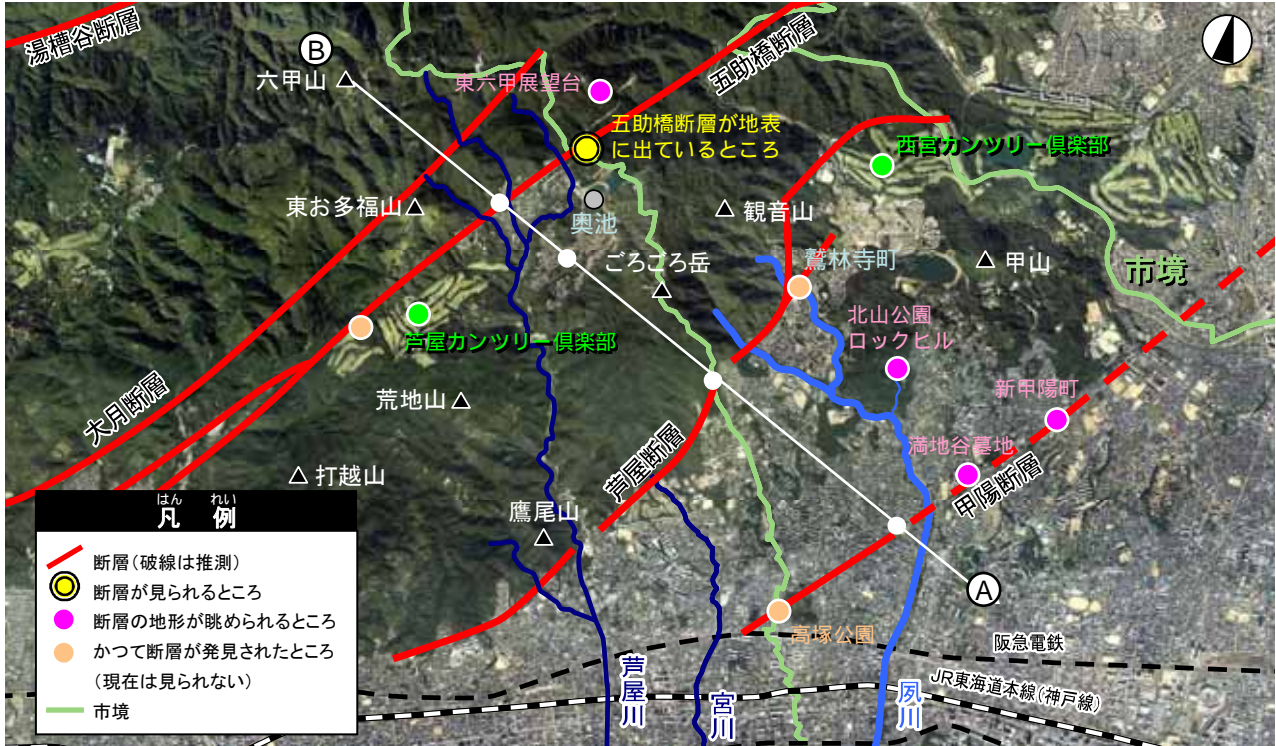 湯槽谷断層
B
六甲山
東六甲展望台
五助橋断層
五助橋断層が地表
に出ているところ
西宮カンツリー倶楽部
東お多福山
奥池
観音山
ごろごろ岳
鷲林寺町
甲山
市境
芦屋カンツリー倶楽部
北山公園
ロックヒル
大月断層
荒地山
新甲陽町
芦屋断層
満地谷墓地
甲陽断層
打越山
鷹尾山
A
高塚公園
阪急電鉄
JR東海道本線(神戸線)
芦屋川
宮川
夙川
はん れい
凡 例
断層(破線は推測)
断層が見られるところ
断層の地形が眺められるところ
かつて断層が発見されたところ
(現在は見られない)
市境